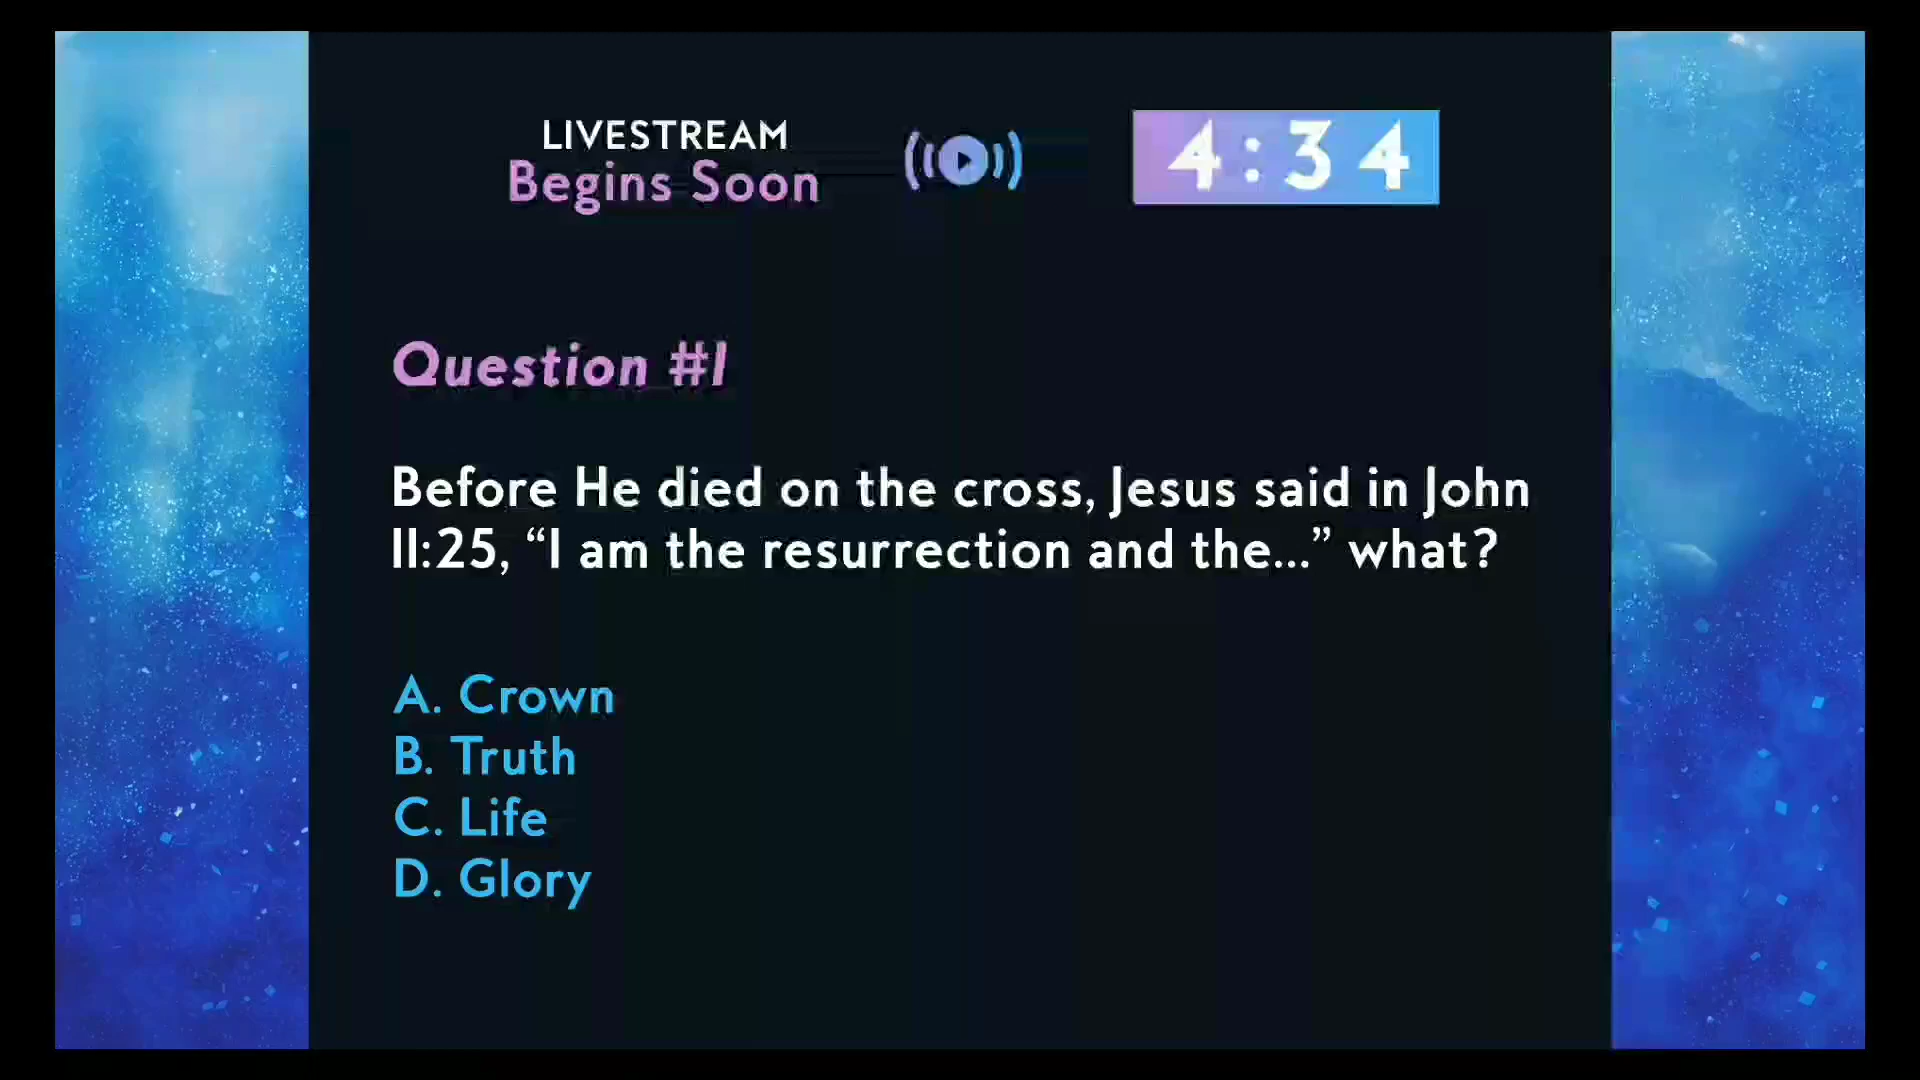 LIVESTREAM
Begins Soon
4:34
Question #1
Before He died on the cross, Jesus said in John
11:25, “I am the resurrection and the...” what?
A. Crown
B. Truth
C. Life
D. Glory